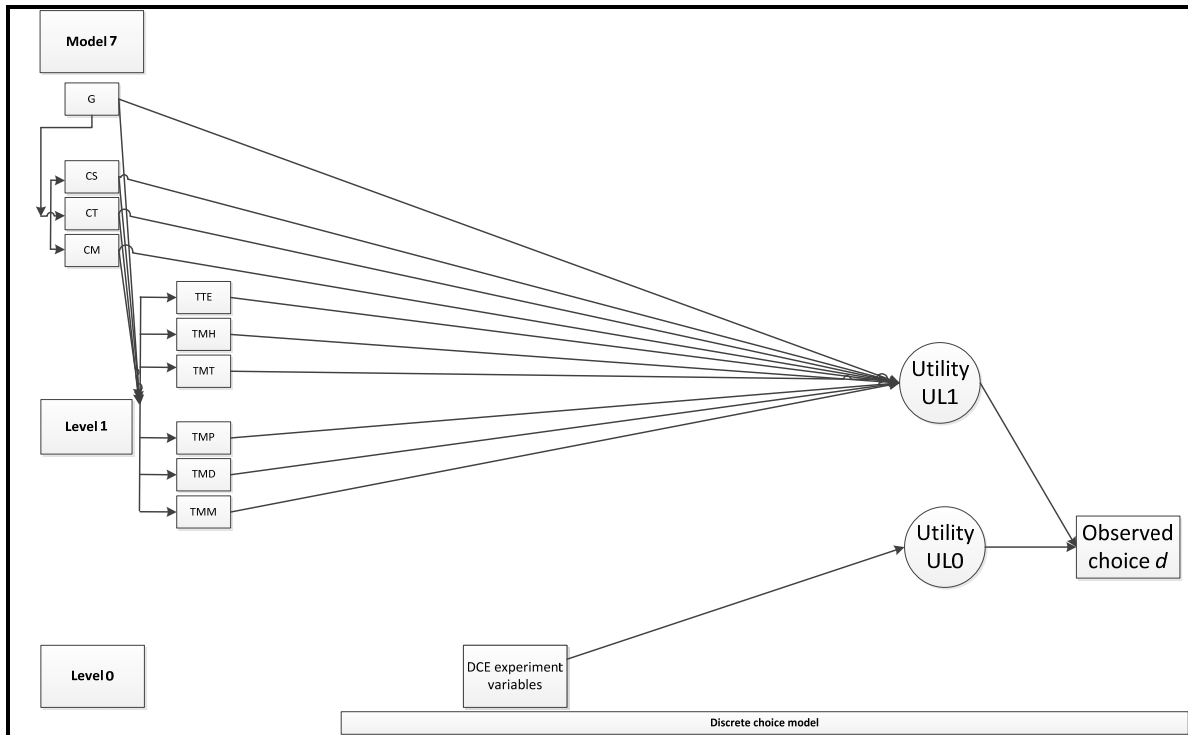 Model 7
G
CS
CT
CM
TTE
TMH
TMT
Level 1
TMP
TMD
TMM
Utility
UL1
Utility
UL0
Observed
choice d
Level 0
DCE experiment
variables
Discrete choice model